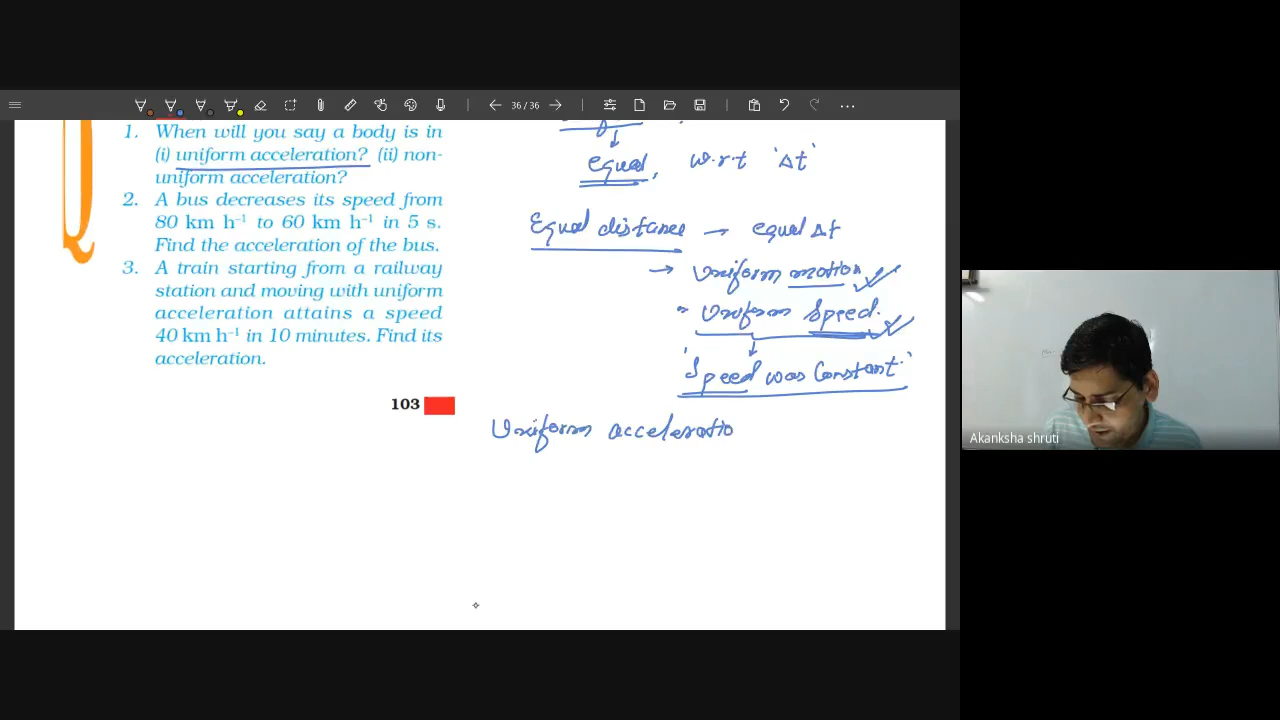 36/36
1. When will you say a body is in
(i) uniform acceleration? (ii) non-
uniform acceleration?
2. A bus decreases its speed from
80 km h⁻¹ to 60 km h⁻¹ in 5 s.
Find the acceleration of the bus.
3. A train starting from a railway
station and moving with uniform
acceleration attains a speed
40 km h⁻¹ in 10 minutes. Find its
acceleration.
103
equal, w.r.t 'Δt'
Equal distance → equal Δt
→ Uniform motion
" Uniform Speed.
'Speed was Constant.'
Uniform acceleratio
Akanksha shruti